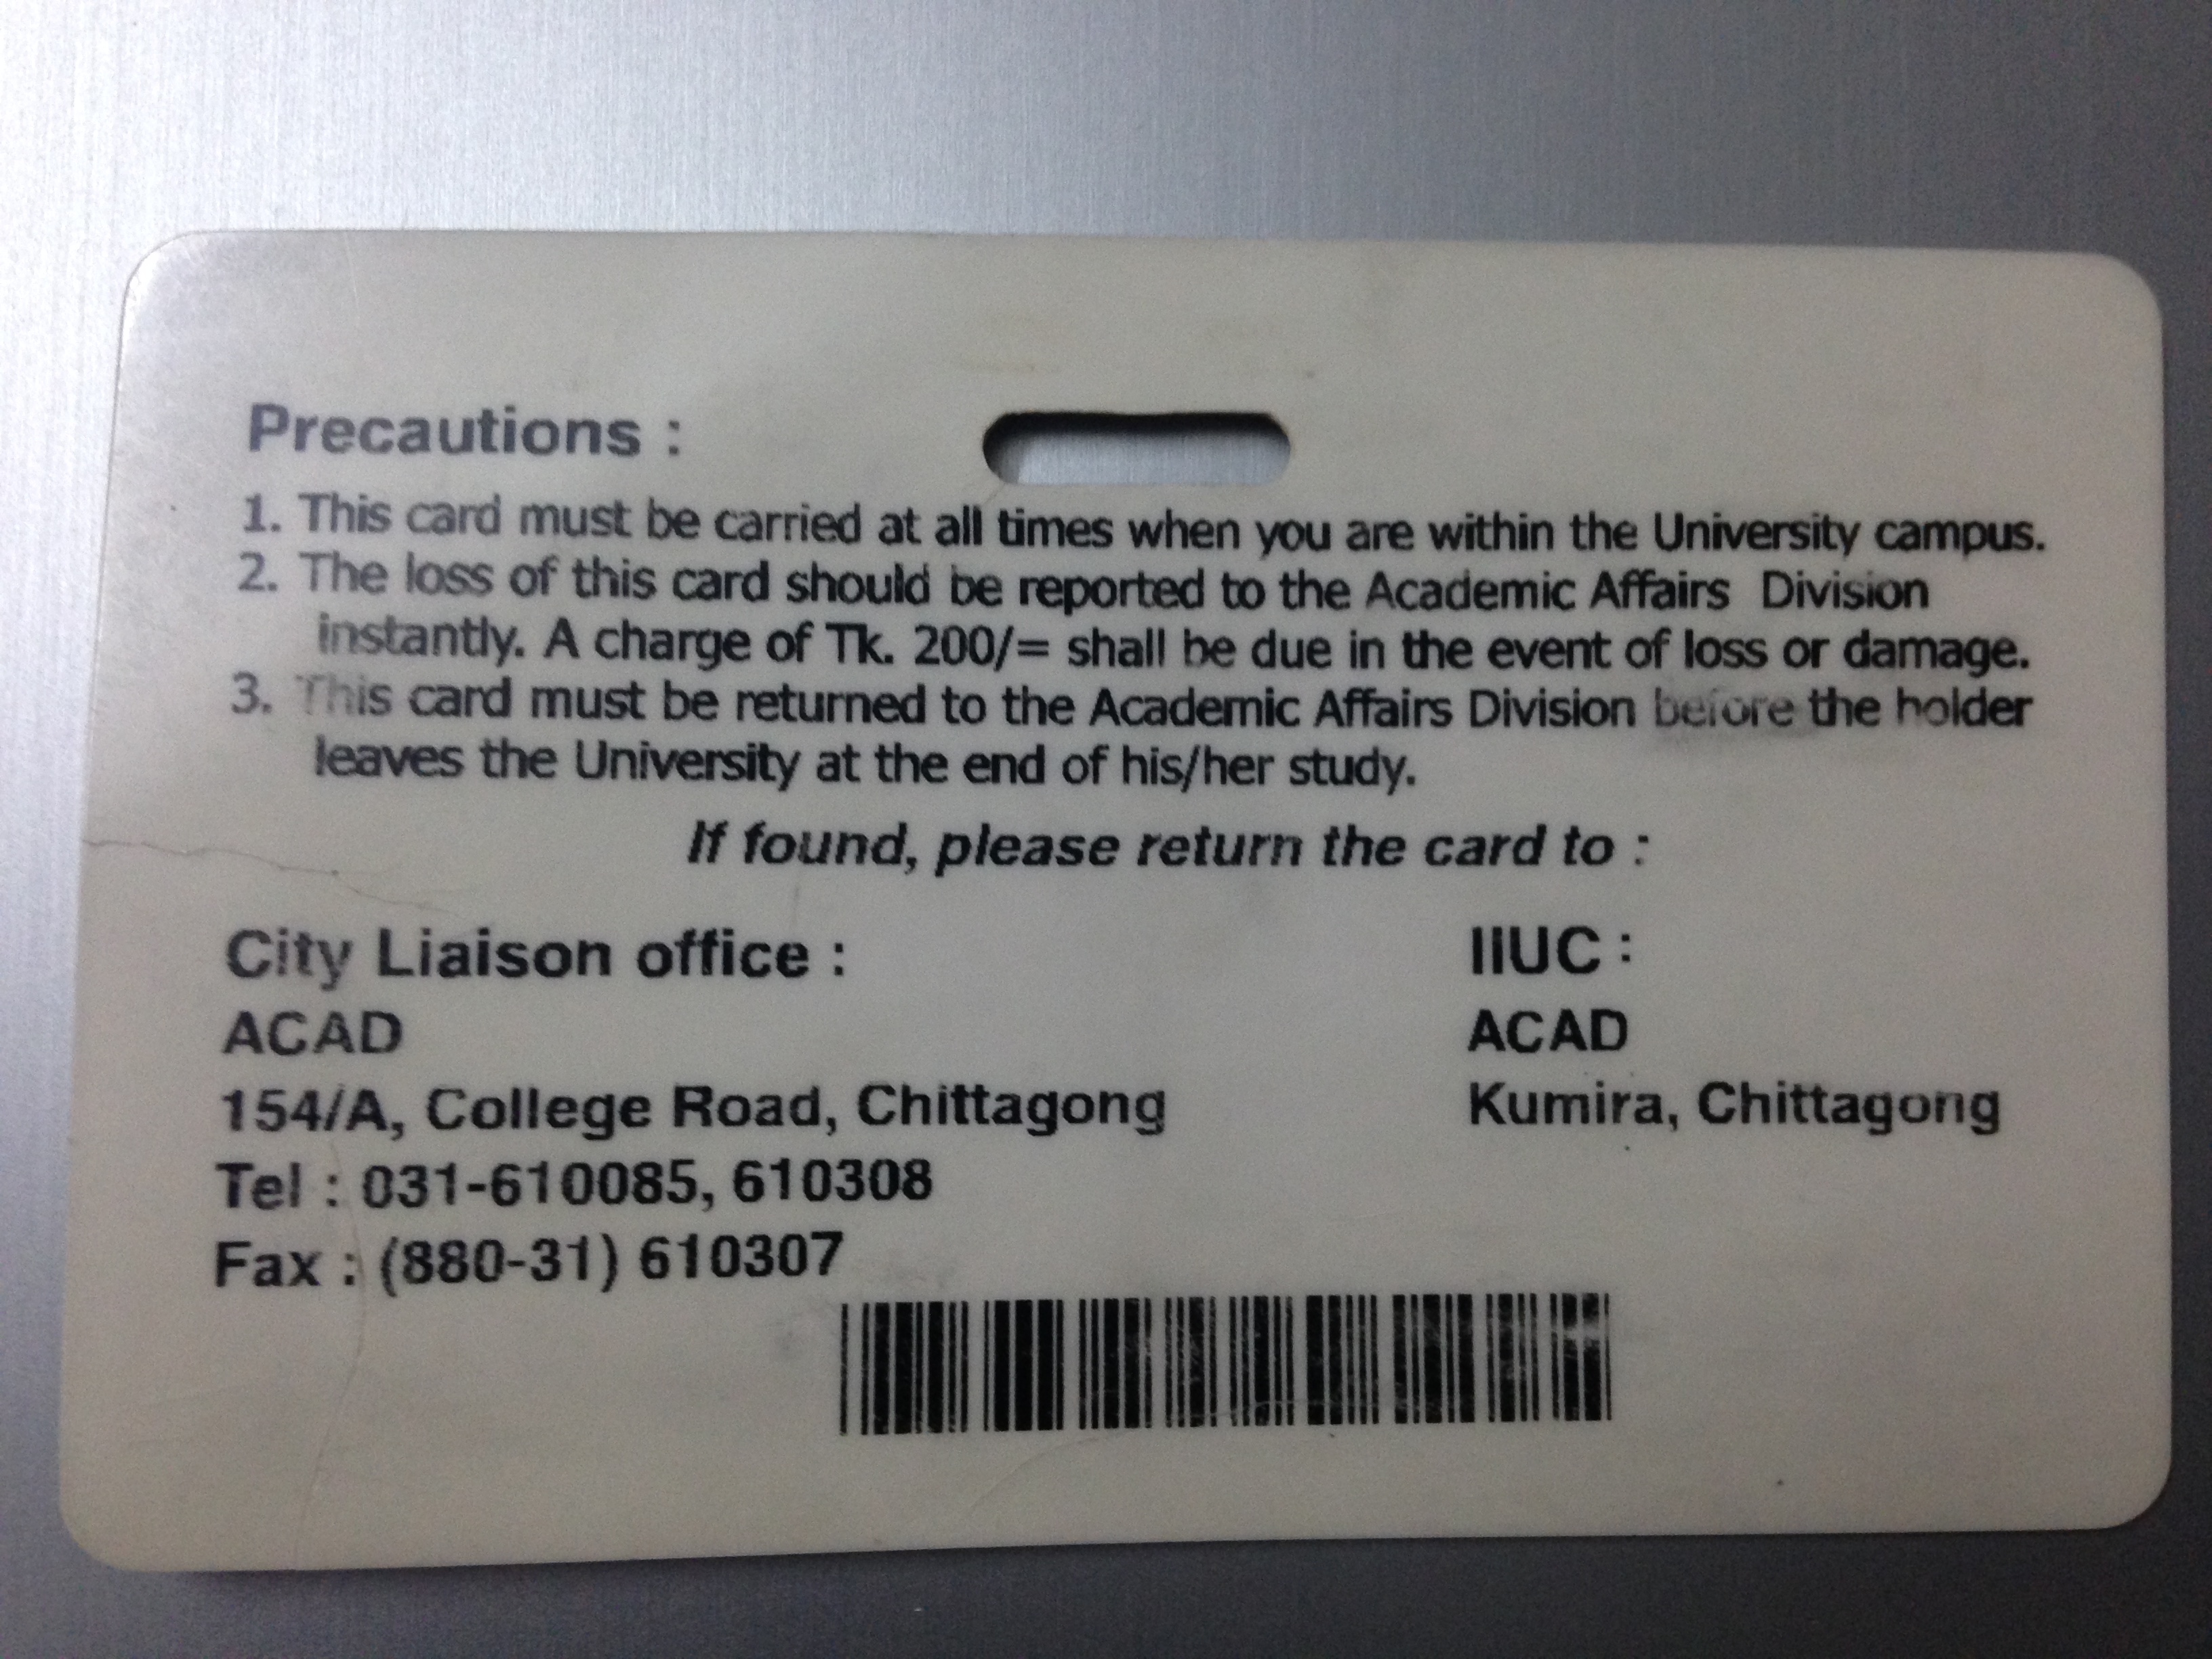 Precautions :
1. This card must be carried at all times when you are within the University campus.
2. The loss of this card should be reported to the Academic Affairs Division
instantly. A charge of Tk. 200/= shall be due in the event of loss or damage.
3. This card must be returned to the Academic Affairs Division before the holder
leaves the University at the end of his/her study.
If found, please return the card to :
City Liaison office :
ACAD
154/A, College Road, Chittagong
Tel : 031-610085, 610308
Fax : (880-31) 610307
IIUC :
ACAD
Kumira, Chittagong